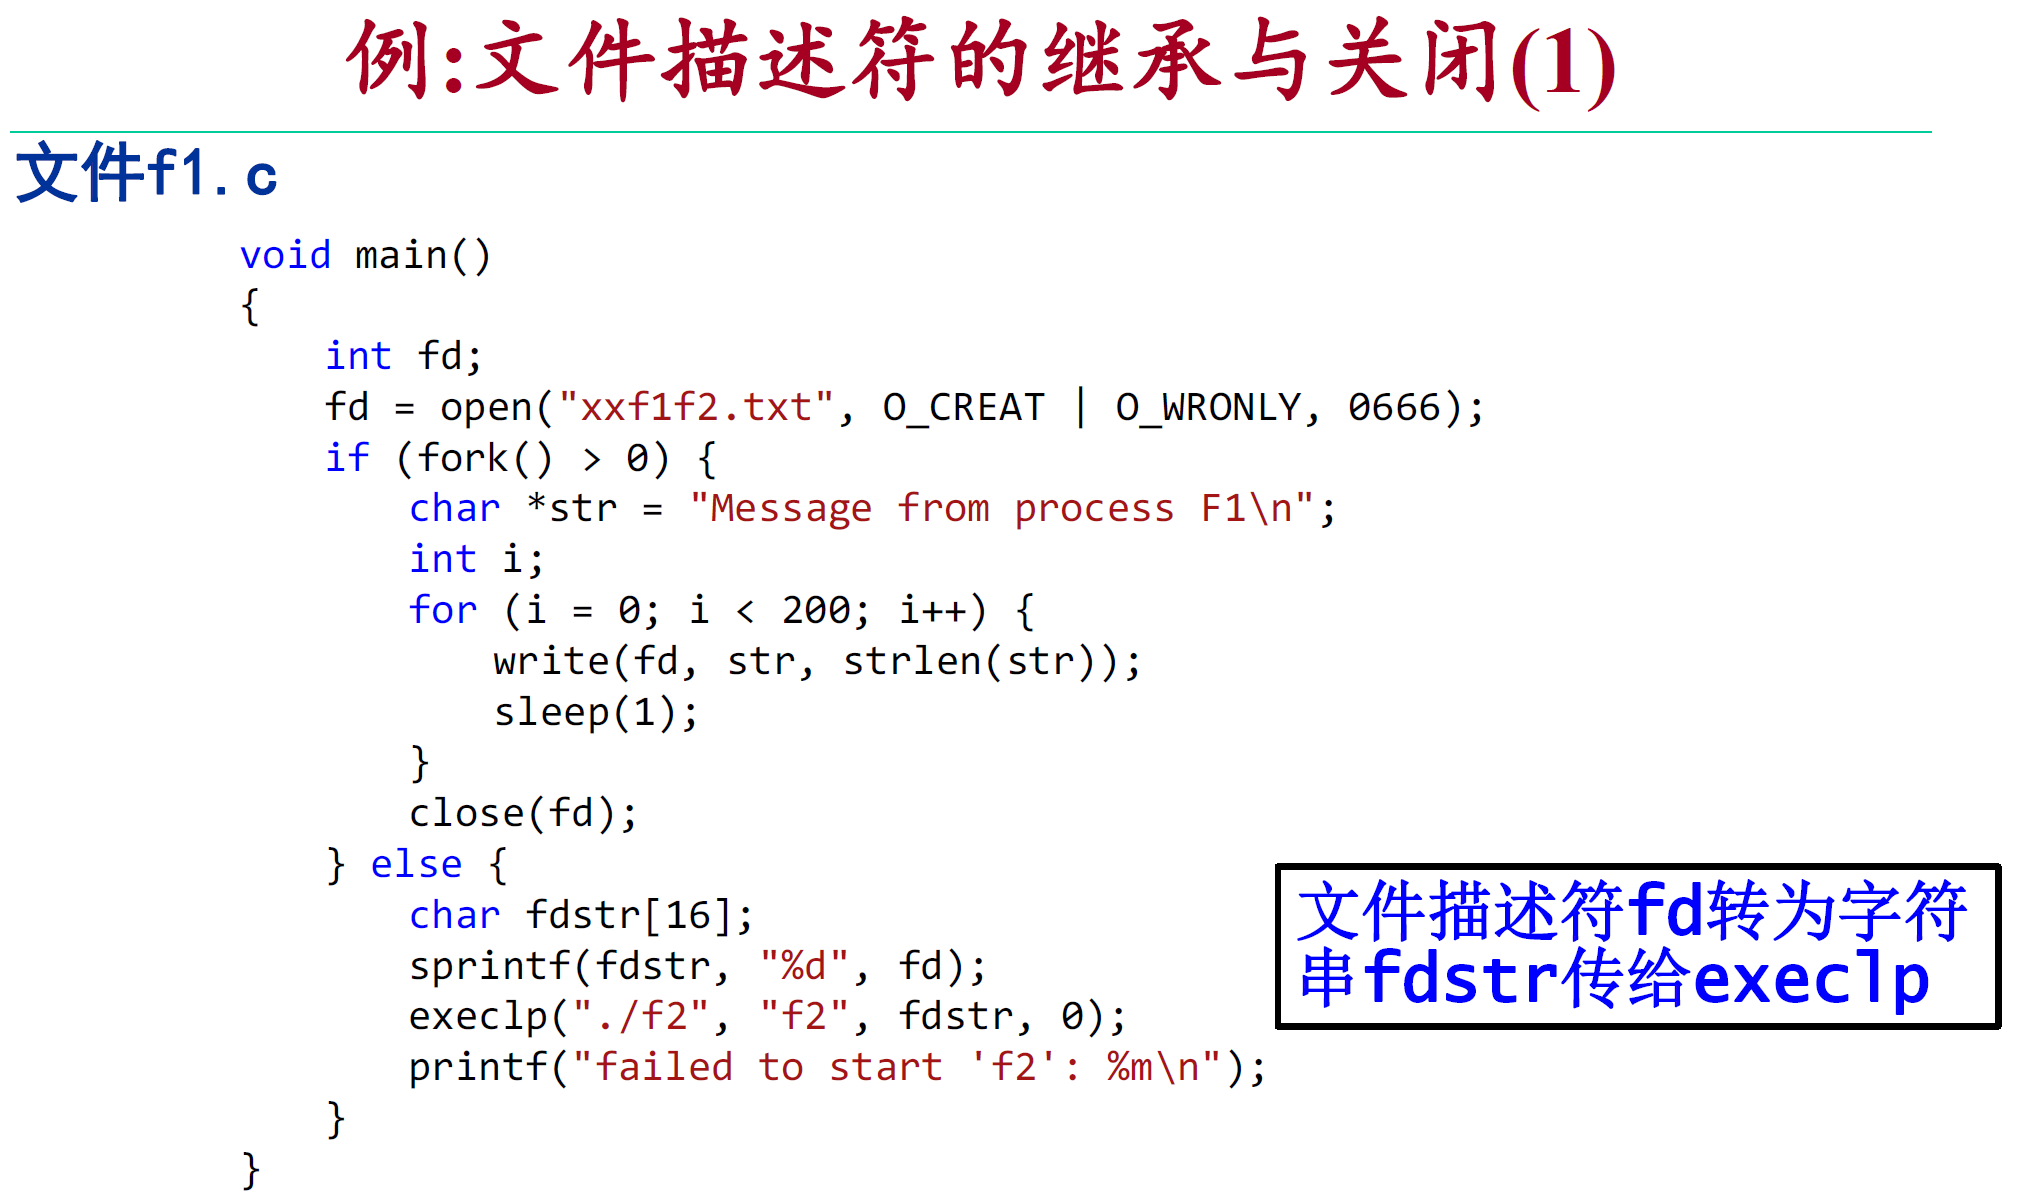 例:文件描述符的继承与关闭(1)
文件f1.c
void main()
{
    int fd;
    fd = open("xxf1f2.txt", O_CREAT | O_WRONLY, 0666);
    if (fork() > 0) {
        char *str = "Message from process F1\n";
        int i;
        for (i = 0; i < 200; i++) {
            write(fd, str, strlen(str));
            sleep(1);
        }
        close(fd);
    } else {
        char fdstr[16];
        sprintf(fdstr, "%d", fd);
        execlp("./f2", "f2", fdstr, 0);
        printf("failed to start 'f2': %m\n");
    }
}
文件描述符fd转为字符
串fdstr传给execlp